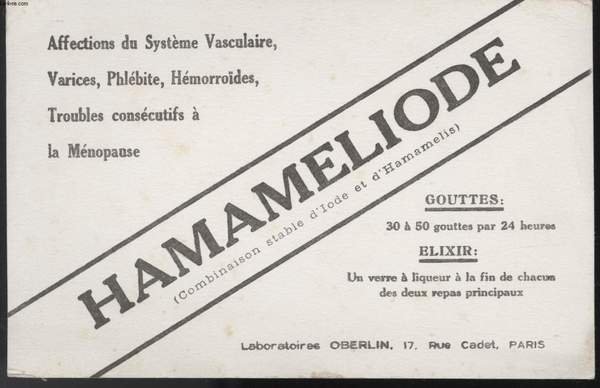 Affections du Système Vasculaire,
Varices, Phlébite, Hémorroïdes,
Troubles consécutifs à
la Ménopause
HAMAMELIODE
(Combinaison stable d'Iode et d'Hamamelis)
GOUTTES:
30 à 50 gouttes par 24 heures
ELIXIR:
Un verre à liqueur à la fin de chacun
des deux repas principaux
Laboratoires OBERLIN, 17, Rue Cadet, PARIS